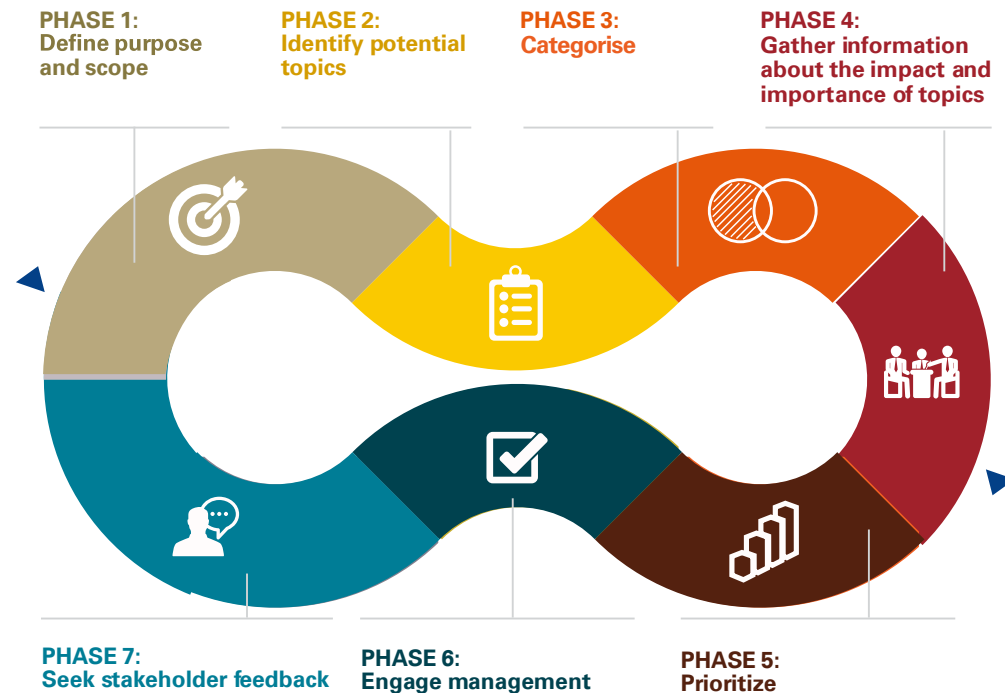 PHASE 1:
Define purpose
and scope
PHASE 2:
Identify potential
topics
PHASE 3:
Categorise
PHASE 4:
Gather information
about the impact and
importance of topics
PHASE 7:
Seek stakeholder feedback
PHASE 6:
Engage management
PHASE 5:
Prioritize